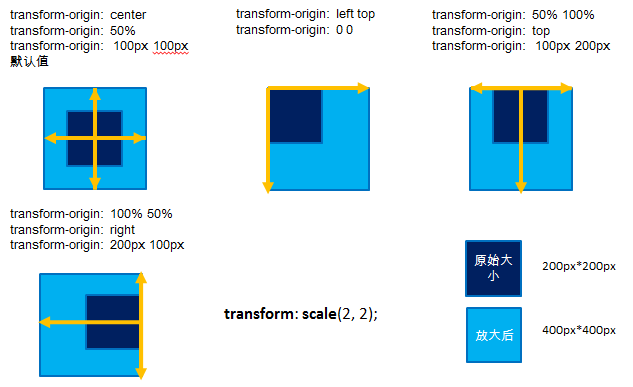 transform-origin: center
transform-origin: 50%
transform-origin: 100px 100px
默认值
transform-origin: left top
transform-origin: 0 0
transform-origin: 50% 100%
transform-origin: top
transform-origin: 100px 200px
transform-origin: 100% 50%
transform-origin: right
transform-origin: 200px 100px
transform: scale(2, 2);
原始大
小
200px*200px
放大后
400px*400px